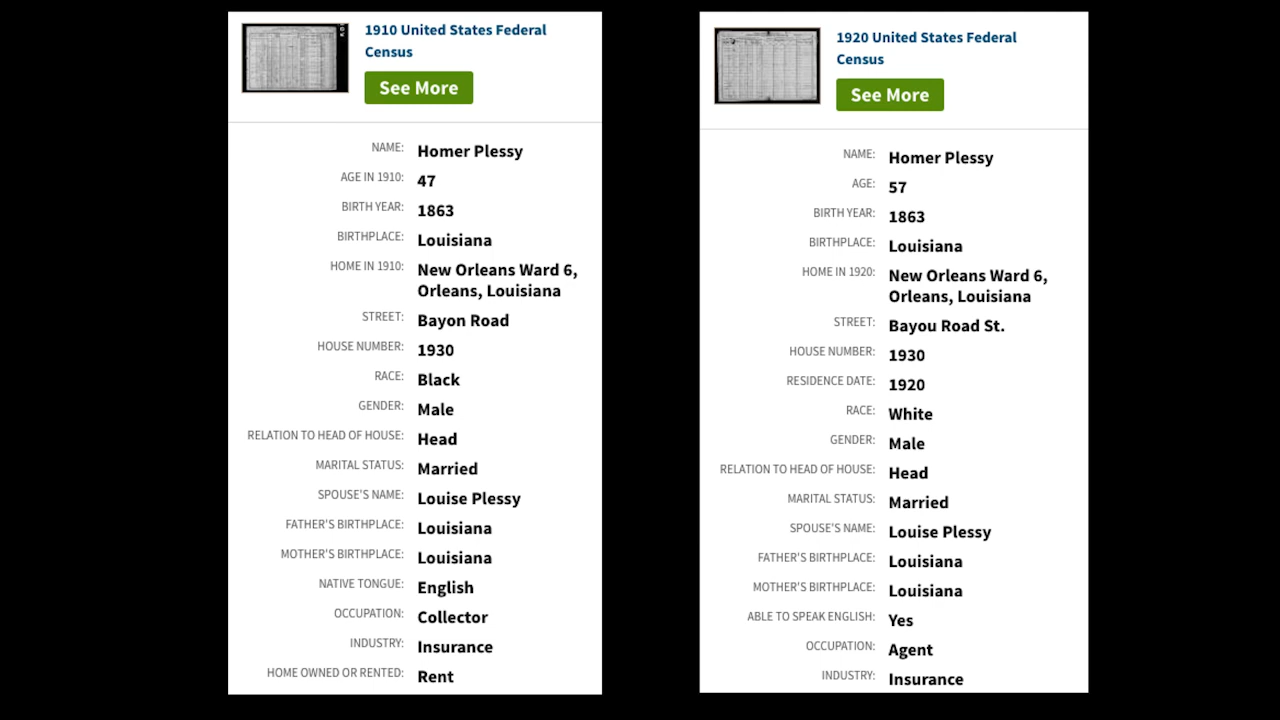 1910 United States Federal
Census
See More
NAME: Homer Plessy
AGE IN 1910: 47
BIRTH YEAR: 1863
BIRTHPLACE: Louisiana
HOME IN 1910: New Orleans Ward 6,
Orleans, Louisiana
STREET: Bayon Road
HOUSE NUMBER: 1930
RACE: Black
GENDER: Male
RELATION TO HEAD OF HOUSE: Head
MARITAL STATUS: Married
SPOUSE'S NAME: Louise Plessy
FATHER'S BIRTHPLACE: Louisiana
MOTHER'S BIRTHPLACE: Louisiana
NATIVE TONGUE: English
OCCUPATION: Collector
INDUSTRY: Insurance
HOME OWNED OR RENTED: Rent
1920 United States Federal
Census
See More
NAME: Homer Plessy
AGE: 57
BIRTH YEAR: 1863
BIRTHPLACE: Louisiana
HOME IN 1920: New Orleans Ward 6,
Orleans, Louisiana
STREET: Bayou Road St.
HOUSE NUMBER: 1930
RESIDENCE DATE: 1920
RACE: White
GENDER: Male
RELATION TO HEAD OF HOUSE: Head
MARITAL STATUS: Married
SPOUSE'S NAME: Louise Plessy
FATHER'S BIRTHPLACE: Louisiana
MOTHER'S BIRTHPLACE: Louisiana
ABLE TO SPEAK ENGLISH: Yes
OCCUPATION: Agent
INDUSTRY: Insurance